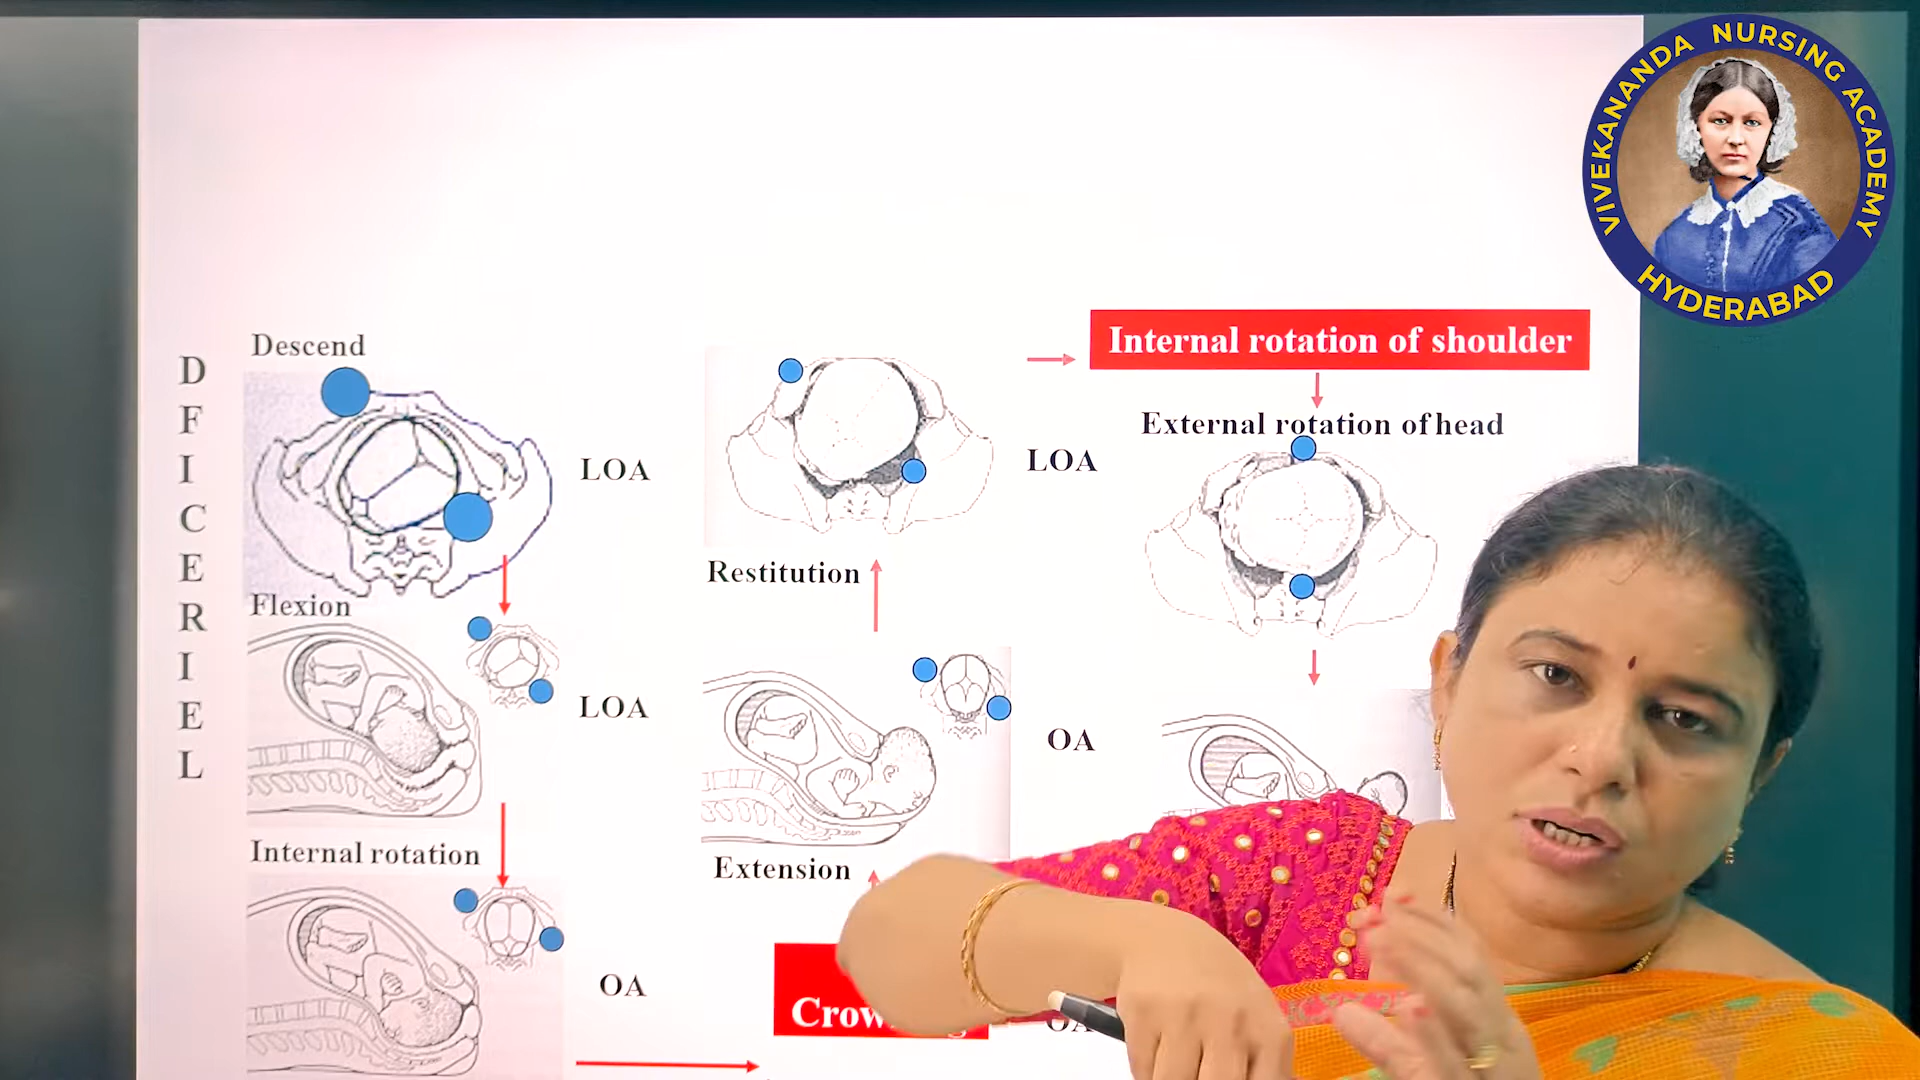 VIVEKANANDA NURSING ACADEMY
HYDERABAD
D
F
I
C
E
R
I
E
L
Descend
LOA
Flexion
LOA
Internal rotation
OA
Restitution
LOA
Extension
OA
Internal rotation of shoulder
External rotation of head